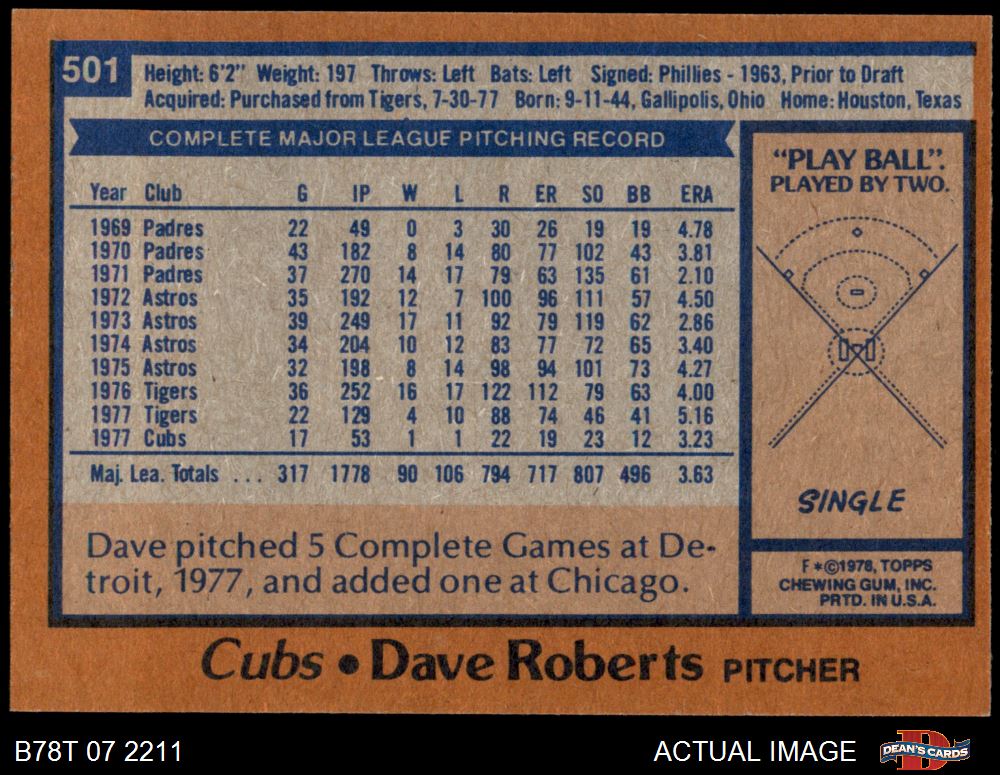 501
Height: 6'2" Weight: 197 Throws: Left Bats: Left Signed: Phillies - 1963, Prior to Draft
Acquired: Purchased from Tigers, 7-30-77 Born: 9-11-44, Gallipolis, Ohio Home: Houston, Texas
COMPLETE MAJOR LEAGUE PITCHING RECORD
Year Club G IP W L R ER SO BB ERA
1969 Padres 22 49 0 3 30 26 19 19 4.78
1970 Padres 43 182 8 14 80 77 102 43 3.81
1971 Padres 37 270 14 17 79 63 135 61 2.10
1972 Astros 35 192 12 7 100 96 111 57 4.50
1973 Astros 39 249 17 11 92 79 119 62 2.86
1974 Astros 34 204 10 12 83 77 72 65 3.40
1975 Astros 32 198 8 14 98 94 101 73 4.27
1976 Tigers 36 252 16 17 122 112 79 63 4.00
1977 Tigers 22 129 4 10 88 74 46 41 5.16
1977 Cubs 17 53 1 1 22 19 23 12 3.23
Maj. Lea. Totals ... 317 1778 90 106 794 717 807 496 3.63
Dave pitched 5 Complete Games at De-
troit, 1977, and added one at Chicago.
"PLAY BALL".
PLAYED BY TWO.
SINGLE
F *©1978, TOPPS
CHEWING GUM, INC.
PRTD. IN U.S.A.
Cubs • Dave Roberts PITCHER
B78T 07 2211
ACTUAL IMAGE
DEAN'S CARDS